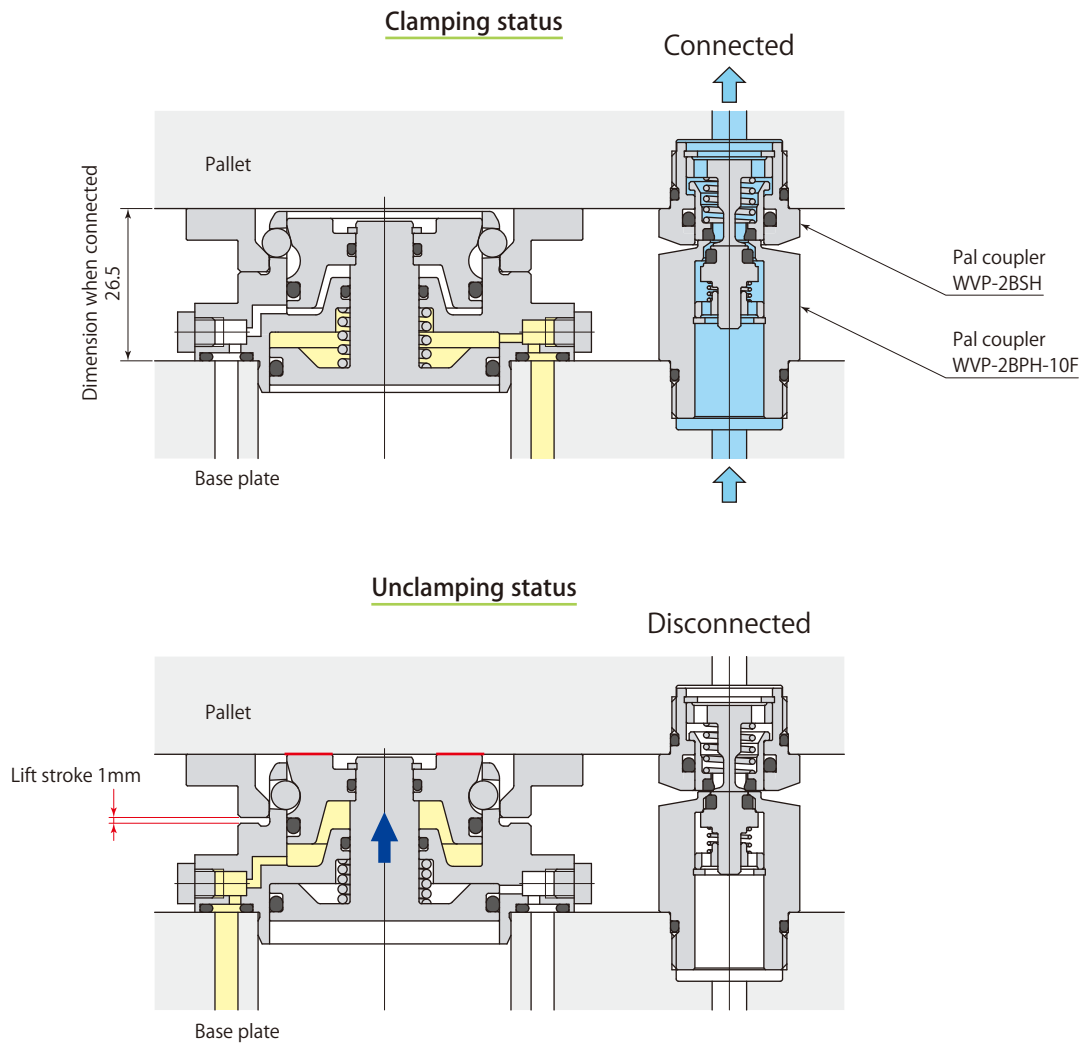 Clamping status
Connected
Pallet
Dimension when connected
26.5
Pal coupler
WVP-2BSH
Pal coupler
WVP-2BPH-10F
Base plate
Unclamping status
Disconnected
Pallet
Lift stroke 1mm
Base plate